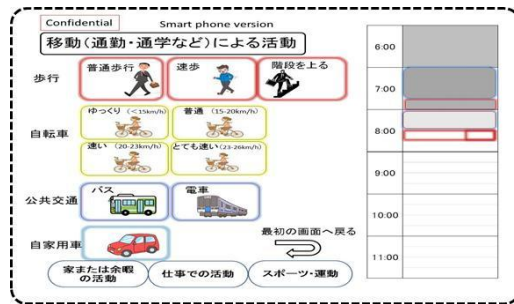 Confidential
Smart phone version
移動(通勤・通学など)による活動
歩行
普通歩行
速歩
階段を上る
自転車
ゆっくり (<15km/h)
普通 (15-20km/h)
速い (20-23km/h)
とても速い(23-26km/h)
公共交通
バス
電車
自家用車
最初の画面へ戻る
家または余暇の活動
仕事での活動
スポーツ・運動
6:00
7:00
8:00
9:00
10:00
11:00